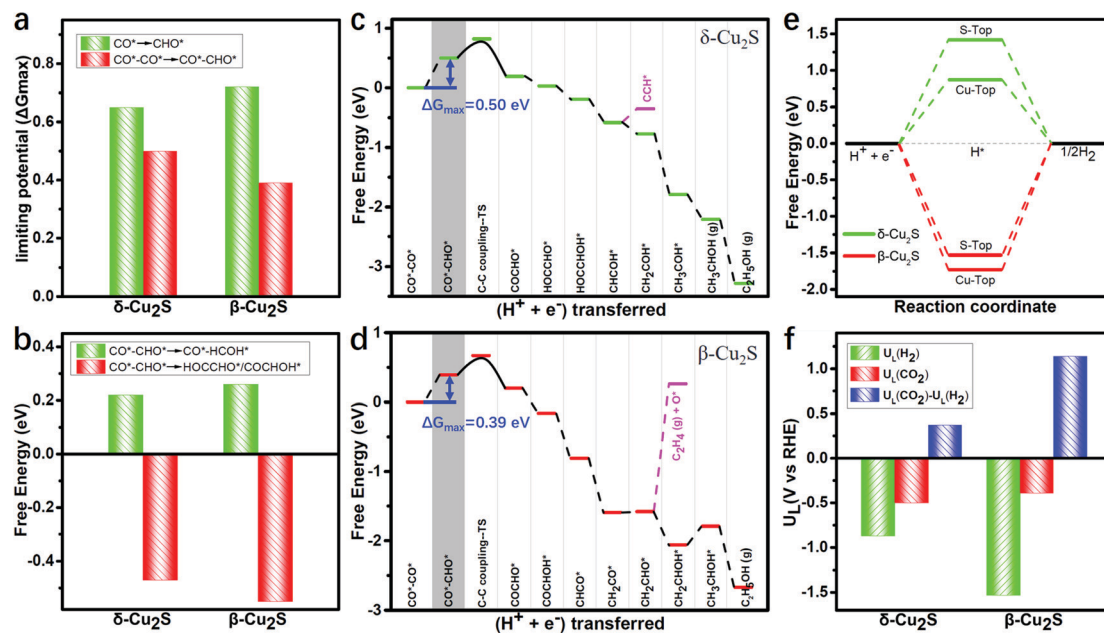 a
limiting potential (ΔGmax)
0.8
0.6
0.4
0.2
0.0
CO*→CHO*
CO*-CO*→CO*-CHO*
δ-Cu₂S
β-Cu₂S
b
Free Energy (eV)
0.4
0.2
0.0
-0.2
-0.4
CO*-CHO*→CO*-HCOH*
CO*-CHO*→HOCCHO*/COCHOH*
δ-Cu₂S
β-Cu₂S
c
Free Energy (eV)
1
0
-1
-2
-3
δ-Cu₂S
ΔGmax=0.50 eV
CCH*
CO*-CO*
CO*-CHO*
C-C coupling--TS
COCHO*
HOCCHO*
HOCCHOH*
CHCOH*
CH₂COH*
CH₃COH*
CH₃CHOH (g)
C₂H₅OH (g)
(H⁺ + e⁻) transferred
d
Free Energy (eV)
1
0
-1
-2
-3
β-Cu₂S
ΔGmax=0.39 eV
C₂H₄ (g) + O*
CO*-CO*
CO*-CHO*
C-C coupling--TS
COCHO*
COCHOH*
CHCO*
CH₂CO*
CH₂CHO*
CH₂CHOH*
CH₃CHOH*
C₂H₅OH (g)
(H⁺ + e⁻) transferred
e
Free Energy (eV)
1.5
1.0
0.5
0.0
-0.5
-1.0
-1.5
-2.0
S-Top
Cu-Top
H⁺ + e⁻
H*
1/2H₂
δ-Cu₂S
β-Cu₂S
S-Top
Cu-Top
Reaction coordinate
f
U_L(V vs RHE)
1.0
0.5
0.0
-0.5
-1.0
-1.5
U_L(H₂)
U_L(CO₂)
U_L(CO₂)-U_L(H₂)
δ-Cu₂S
β-Cu₂S